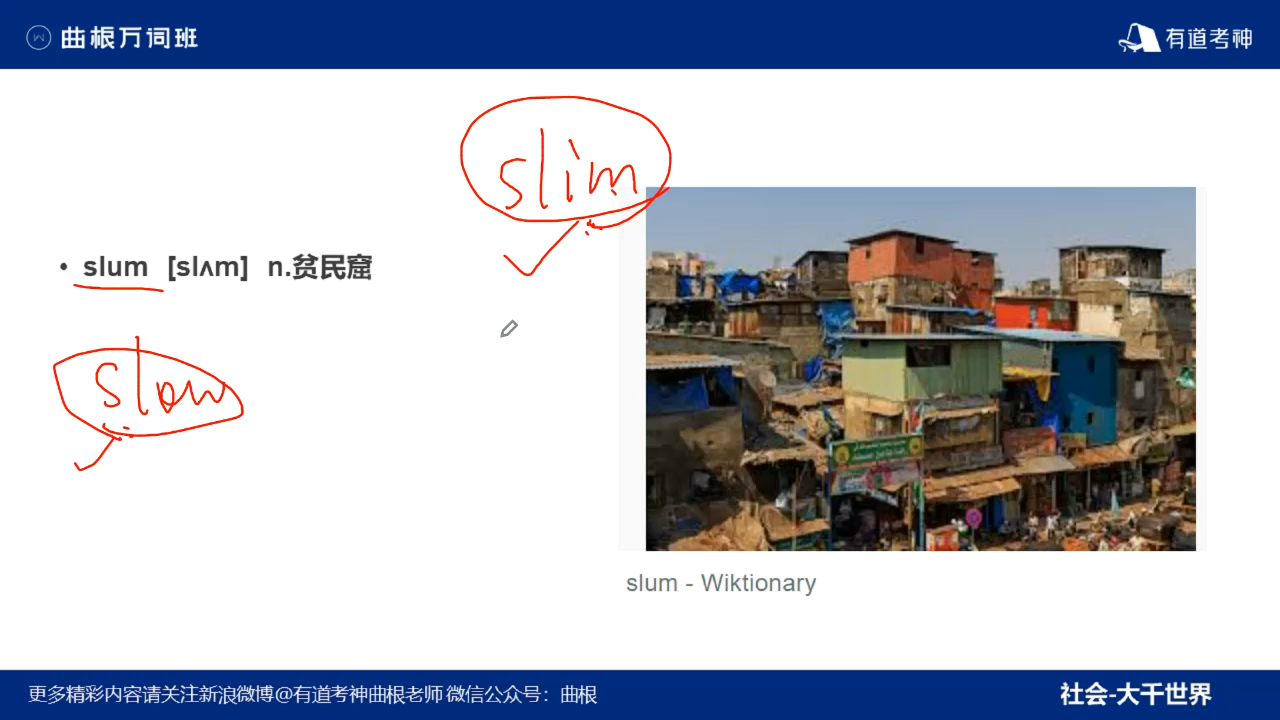 曲根万词班
有道考神
slim
• slum [slʌm] n.贫民窟
slow
slum - Wiktionary
更多精彩内容请关注新浪微博@有道考神曲根老师 微信公众号：曲根
社会-大千世界